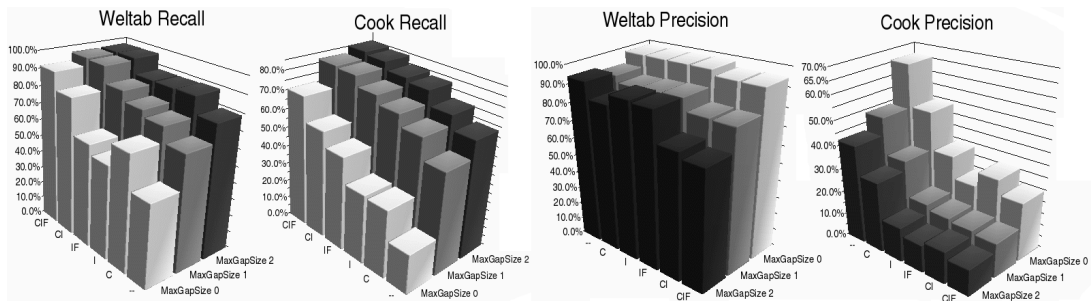 Weltab Recall
100.0%
90.0%
80.0%
70.0%
60.0%
50.0%
40.0%
30.0%
20.0%
10.0%
0.0%
CIF
CI
IF
I
C
--
MaxGapSize 2
MaxGapSize 1
MaxGapSize 0
Cook Recall
80.0%
70.0%
60.0%
50.0%
40.0%
30.0%
20.0%
10.0%
0.0%
CIF
CI
IF
I
C
--
MaxGapSize 2
MaxGapSize 1
MaxGapSize 0
Weltab Precision
100.0%
90.0%
80.0%
70.0%
60.0%
50.0%
40.0%
30.0%
20.0%
10.0%
0.0%
--
C
I
IF
CI
CIF
MaxGapSize 0
MaxGapSize 1
MaxGapSize 2
Cook Precision
70.0%
65.0%
60.0%
50.0%
40.0%
30.0%
20.0%
10.0%
0.0%
--
C
I
IF
CI
CIF
MaxGapSize 0
MaxGapSize 1
MaxGapSize 2